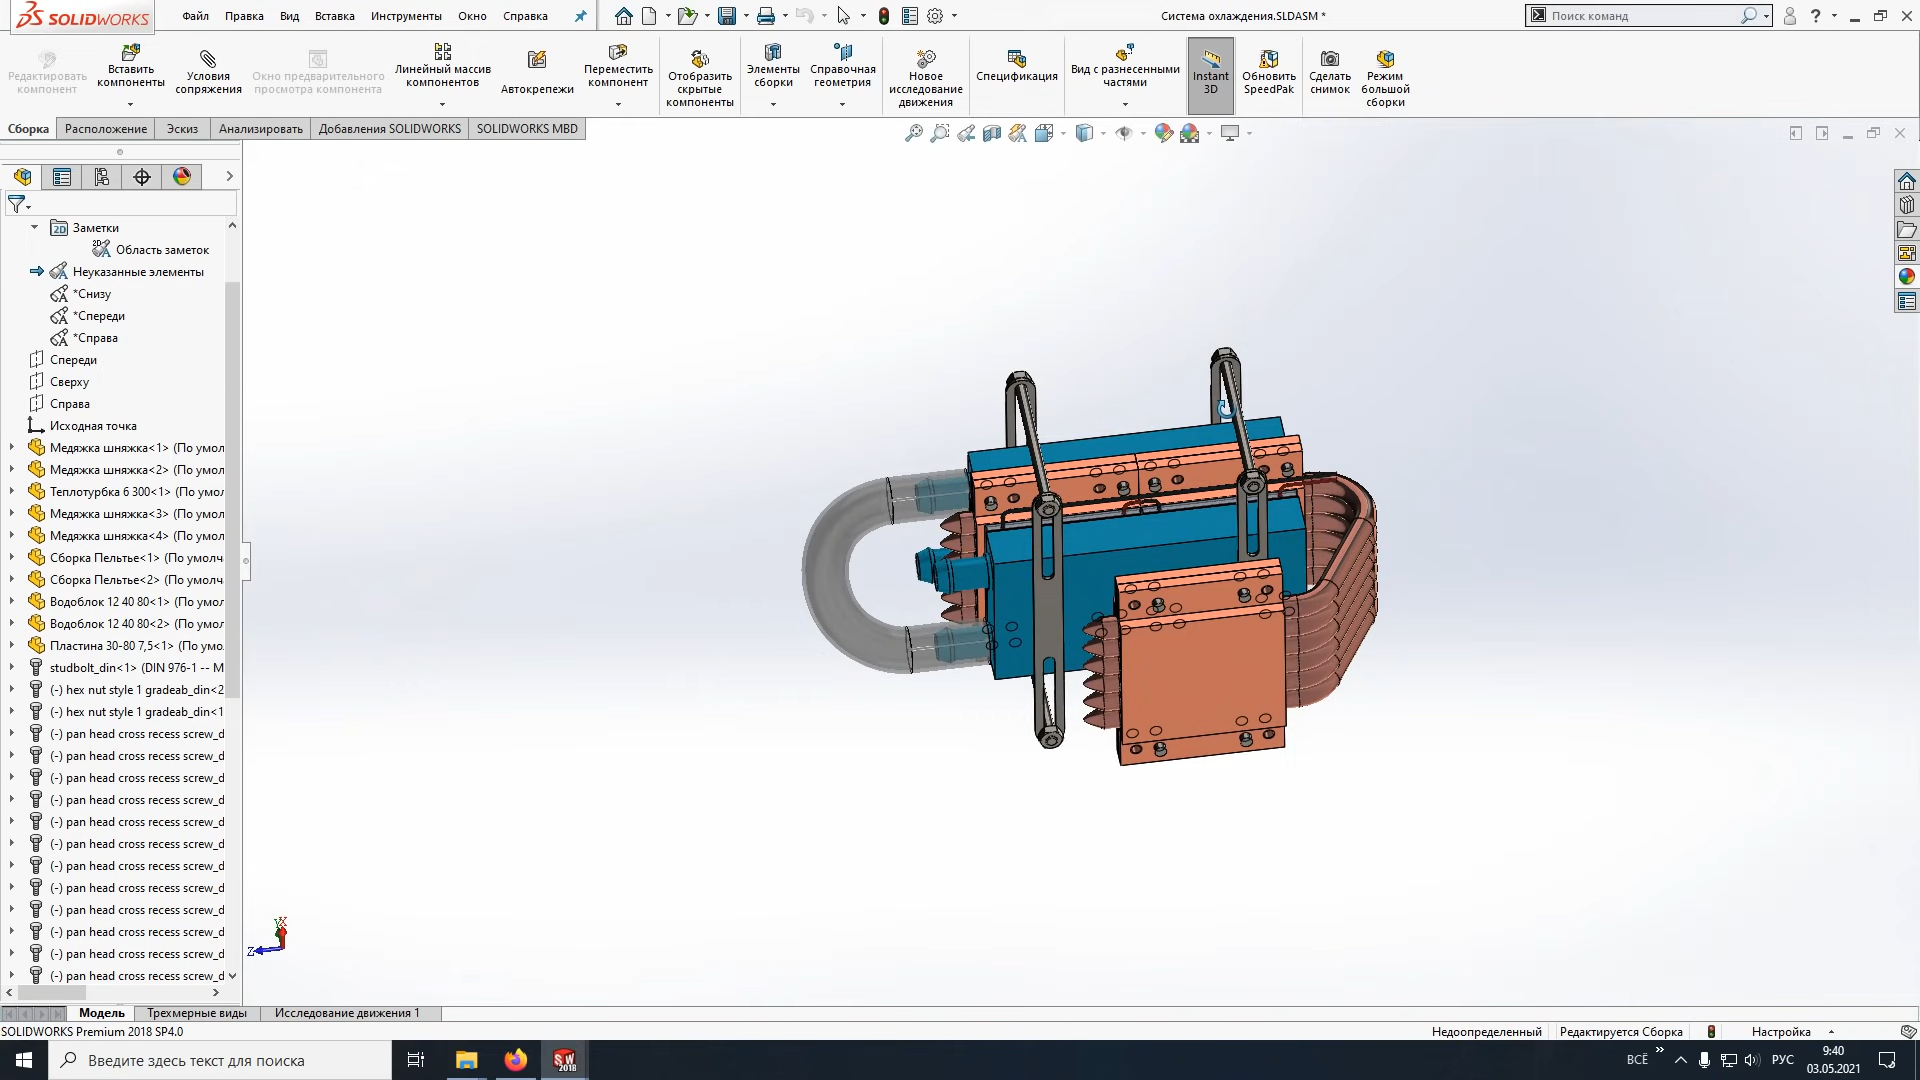 SOLIDWORKS
Файл Правка Вид Вставка Инструменты Окно Справка
Система охлаждения.SLDASM *
Поиск команд
Редактировать компонент
Вставить компоненты
Условия сопряжения
Окно предварительного просмотра компонента
Линейный массив компонентов
Автокрепежи
Переместить компонент
Отобразить скрытые компоненты
Элементы сборки
Справочная геометрия
Новое исследование движения
Спецификация
Вид с разнесенными частями
Instant 3D
Обновить SpeedPak
Сделать снимок
Режим большой сборки
Сборка Расположение Эскиз Анализировать Добавления SOLIDWORKS SOLIDWORKS MBD
Заметки
Область заметок
Неуказанные элементы
*Снизу
*Спереди
*Справа
Спереди
Сверху
Справа
Исходная точка
Медяжка шняжка<1> (По умол
Медяжка шняжка<2> (По умол
Теплотурбка 6 300<1> (По умол
Медяжка шняжка<3> (По умол
Медяжка шняжка<4> (По умол
Сборка Пельтье<1> (По умолч
Сборка Пельтье<2> (По умолч
Водоблок 12 40 80<1> (По умол
Водоблок 12 40 80<2> (По умол
Пластина 30-80 7,5<1> (По умол
studbolt_din<1> (DIN 976-1 -- M
(-) hex nut style 1 gradeab_din<2
(-) hex nut style 1 gradeab_din<1
(-) pan head cross recess screw_d
(-) pan head cross recess screw_d
(-) pan head cross recess screw_d
(-) pan head cross recess screw_d
(-) pan head cross recess screw_d
(-) pan head cross recess screw_d
(-) pan head cross recess screw_d
(-) pan head cross recess screw_d
(-) pan head cross recess screw_d
(-) pan head cross recess screw_d
(-) pan head cross recess screw_d
(-) pan head cross recess screw_d
Z
Модель Трехмерные виды Исследование движения 1
SOLIDWORKS Premium 2018 SP4.0
Недоопределенный Редактируется Сборка Настройка
Введите здесь текст для поиска
SW 2018
ВСЁ
РУС
9:40
03.05.2021